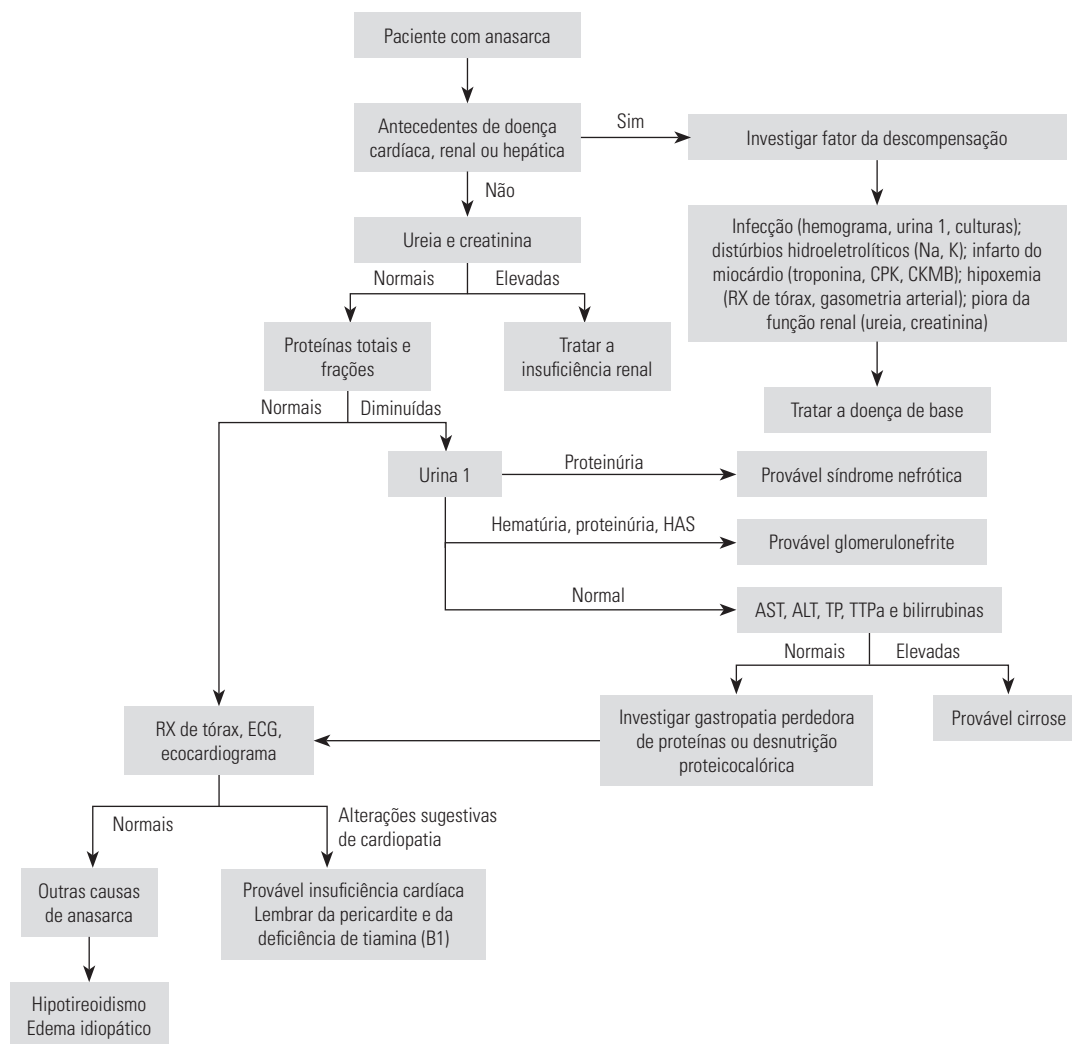 Paciente com anasarca
Antecedentes de doença
cardíaca, renal ou hepática
Sim
Investigar fator da descompensação
Não
Infecção (hemograma, urina 1, culturas);
distúrbios hidroeletrolíticos (Na, K); infarto do
miocárdio (troponina, CPK, CKMB); hipoxemia
(RX de tórax, gasometria arterial); piora da
função renal (ureia, creatinina)
Ureia e creatinina
Normais
Elevadas
Proteínas totais e
frações
Tratar a
insuficiência renal
Tratar a doença de base
Normais
Diminuídas
Urina 1
Proteinúria
Provável síndrome nefrótica
Hematúria, proteinúria, HAS
Provável glomerulonefrite
Normal
AST, ALT, TP, TTPa e bilirrubinas
Normais
Elevadas
RX de tórax, ECG,
ecocardiograma
Investigar gastropatia perdedora
de proteínas ou desnutrição
proteicocalórica
Provável cirrose
Normais
Alterações sugestivas
de cardiopatia
Outras causas
de anasarca
Provável insuficiência cardíaca
Lembrar da pericardite e da
deficiência de tiamina (B1)
Hipotireoidismo
Edema idiopático